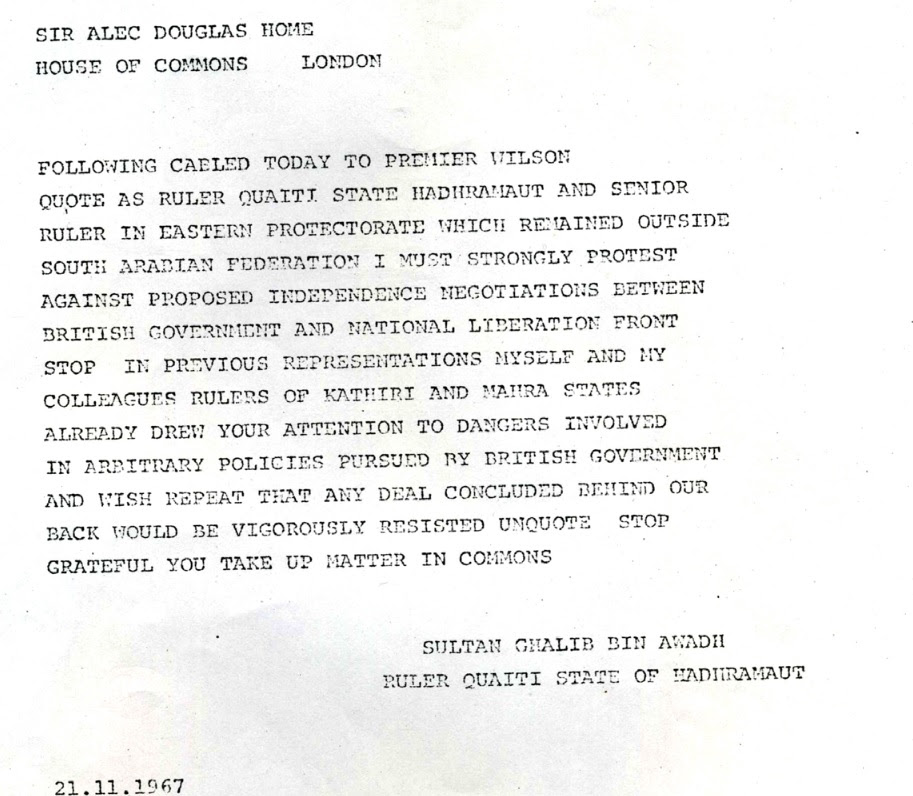 SIR ALEC DOUGLAS HOME
HOUSE OF COMMONS LONDON
FOLLOWING CABLED TODAY TO PREMIER WILSON
QUOTE AS RULER QUAITI STATE HADHRAMAUT AND SENIOR
RULER IN EASTERN PROTECTORATE WHICH REMAINED OUTSIDE
SOUTH ARABIAN FEDERATION I MUST STRONGLY PROTEST
AGAINST PROPOSED INDEPENDENCE NEGOTIATIONS BETWEEN
BRITISH GOVERNMENT AND NATIONAL LIBERATION FRONT
STOP IN PREVIOUS REPRESENTATIONS MYSELF AND MY
COLLEAGUES RULERS OF KATHIRI AND MAHRA STATES
ALREADY DREW YOUR ATTENTION TO DANGERS INVOLVED
IN ARBITRARY POLICIES PURSUED BY BRITISH GOVERNMENT
AND WISH REPEAT THAT ANY DEAL CONCLUDED BEHIND OUR
BACK WOULD BE VIGOROUSLY RESISTED UNQUOTE STOP
GRATEFUL YOU TAKE UP MATTER IN COMMONS
SULTAN GHALIB BIN AWADH
RULER QUAITI STATE OF HADHRAMAUT
21.11.1967